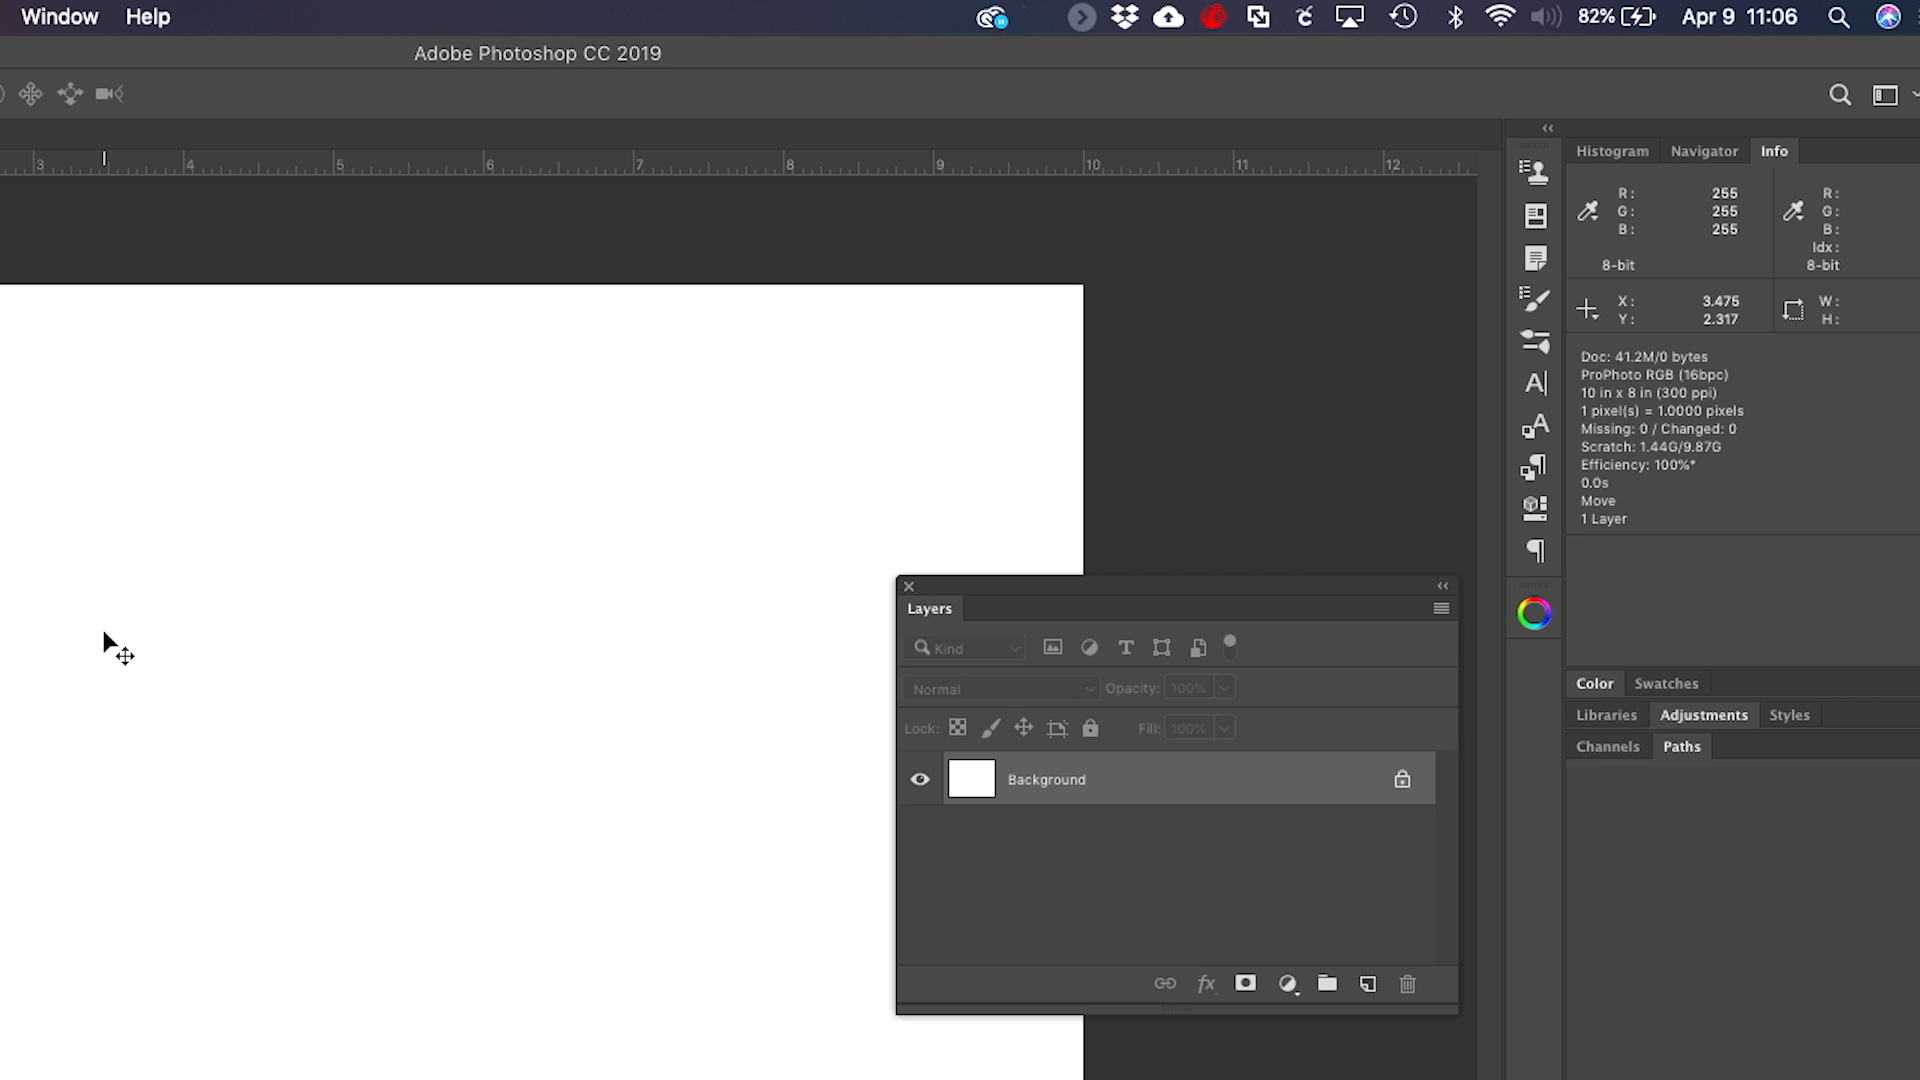 Window Help 82% Apr 9 11:06
Adobe Photoshop CC 2019
3 4 5 6 7 8 9 10 11 12
Histogram Navigator Info
R: 255 R:
G: 255 G:
B: 255 B:
Idx:
8-bit 8-bit
X: 3.475 W:
Y: 2.317 H:
Doc: 41.2M/0 bytes
ProPhoto RGB (16bpc)
10 in x 8 in (300 ppi)
1 pixel(s) = 1.0000 pixels
Missing: 0 / Changed: 0
Scratch: 1.44G/9.87G
Efficiency: 100%*
0.0s
Move
1 Layer
Layers
Kind
Normal Opacity: 100%
Lock: Fill: 100%
Background
fx
Color Swatches
Libraries Adjustments Styles
Channels Paths